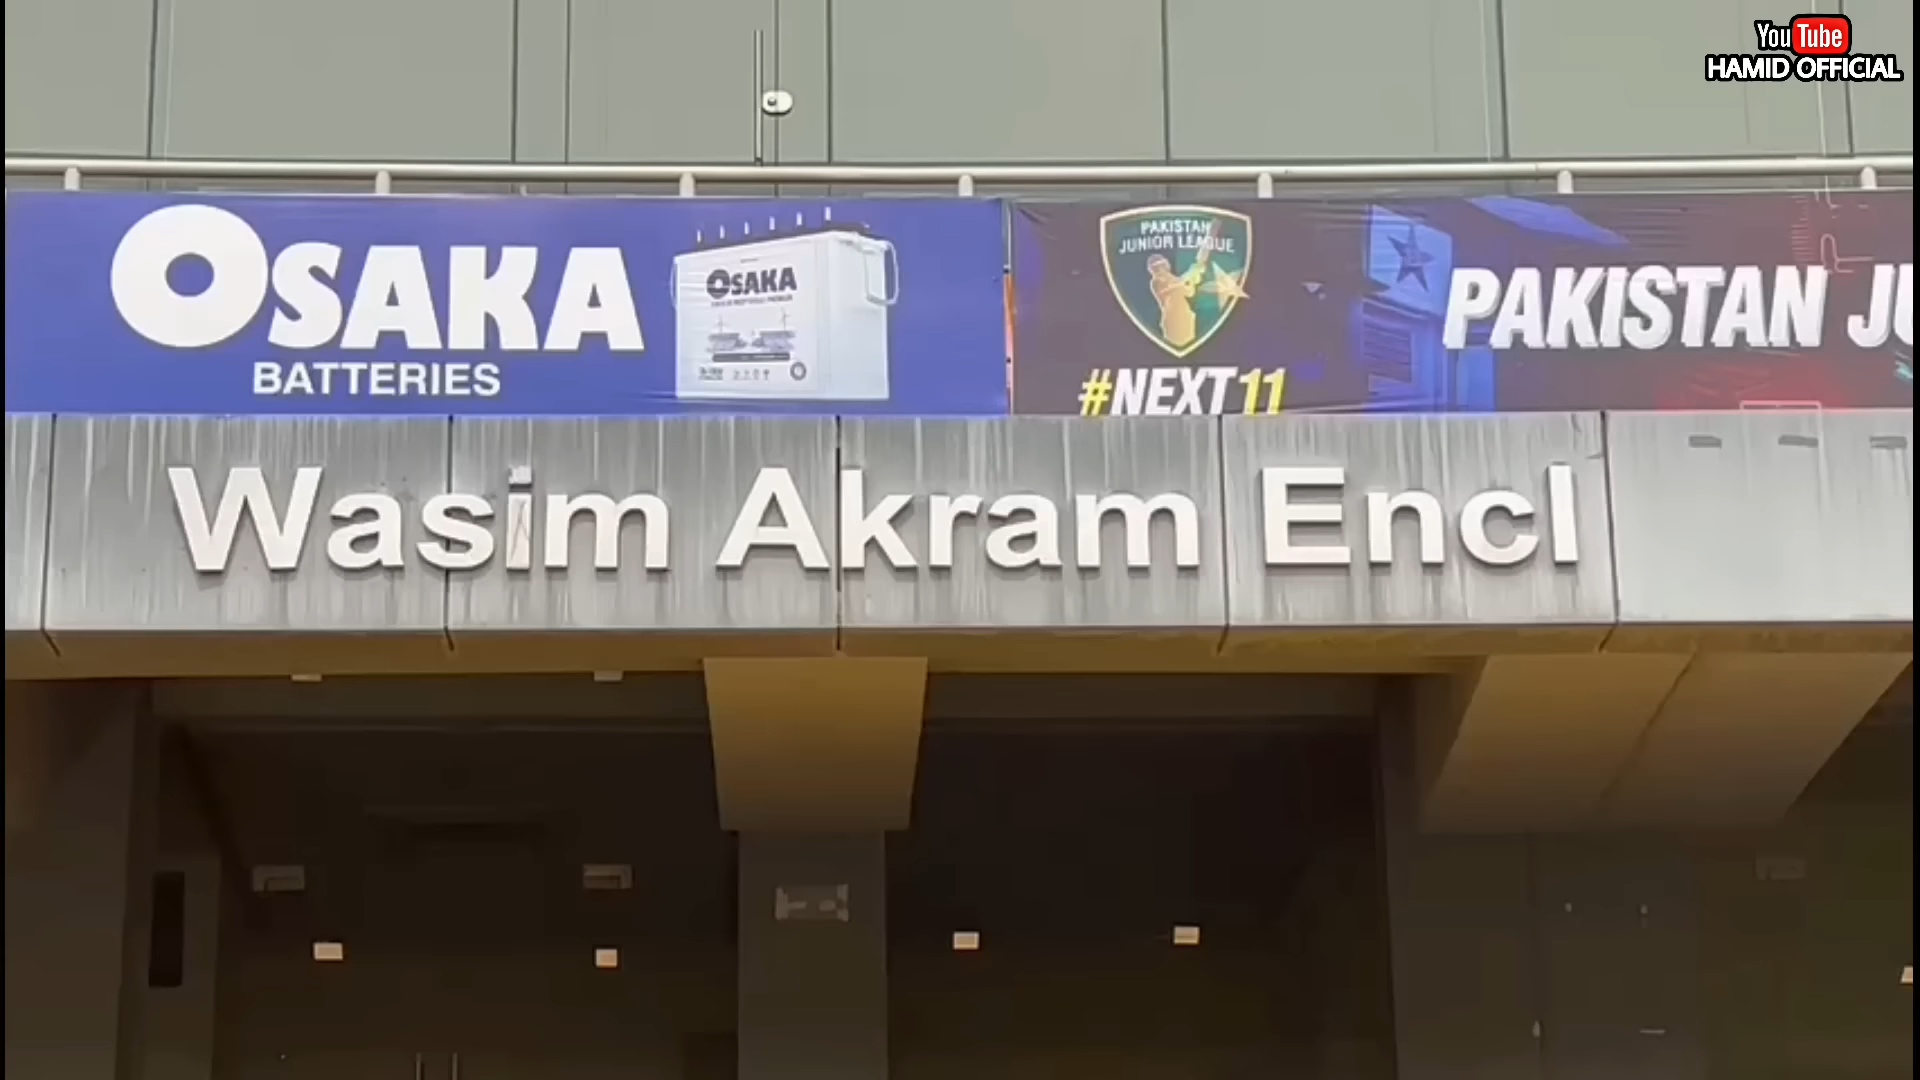 YouTube
HAMID OFFICIAL
OSAKA
BATTERIES
OSAKA
PAKISTAN
JUNIOR LEAGUE
#NEXT11
PAKISTAN JU
Wasim Akram Encl